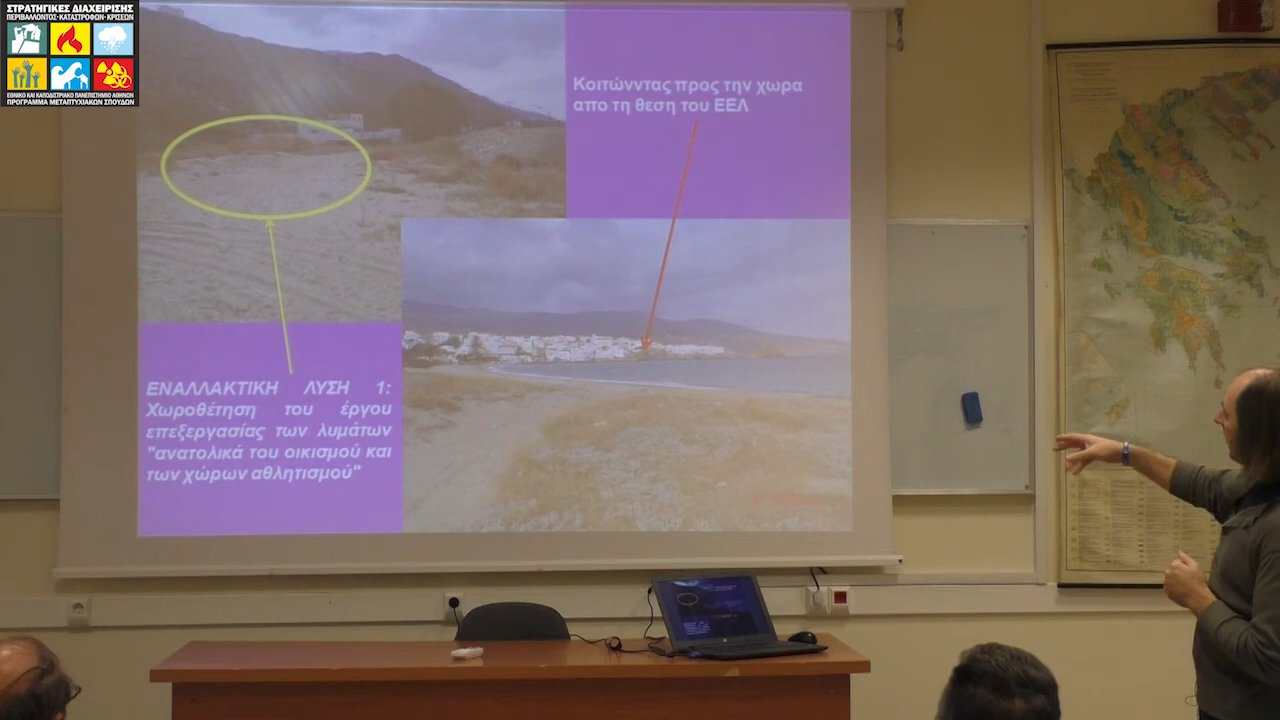 ΣΤΡΑΤΗΓΙΚΕΣ ΔΙΑΧΕΙΡΙΣΗΣ
ΠΕΡΙΒΑΛΛΟΝΤΟΣ·ΚΑΤΑΣΤΡΟΦΩΝ·ΚΡΙΣΕΩΝ
ΕΘΝΙΚΟ ΚΑΙ ΚΑΠΟΔΙΣΤΡΙΑΚΟ ΠΑΝΕΠΙΣΤΗΜΙΟ ΑΘΗΝΩΝ
ΠΡΟΓΡΑΜΜΑ ΜΕΤΑΠΤΥΧΙΑΚΩΝ ΣΠΟΥΔΩΝ
Κοιτώνντας προς την χωρα
απο τη θεση του ΕΕΛ
ΕΝΑΛΛΑΚΤΙΚΗ ΛΥΣΗ 1:
Χωροθέτηση του έργου
επεξεργασίας των λυμάτων
"ανατολικά του οικισμού και
των χώρων αθλητισμού"